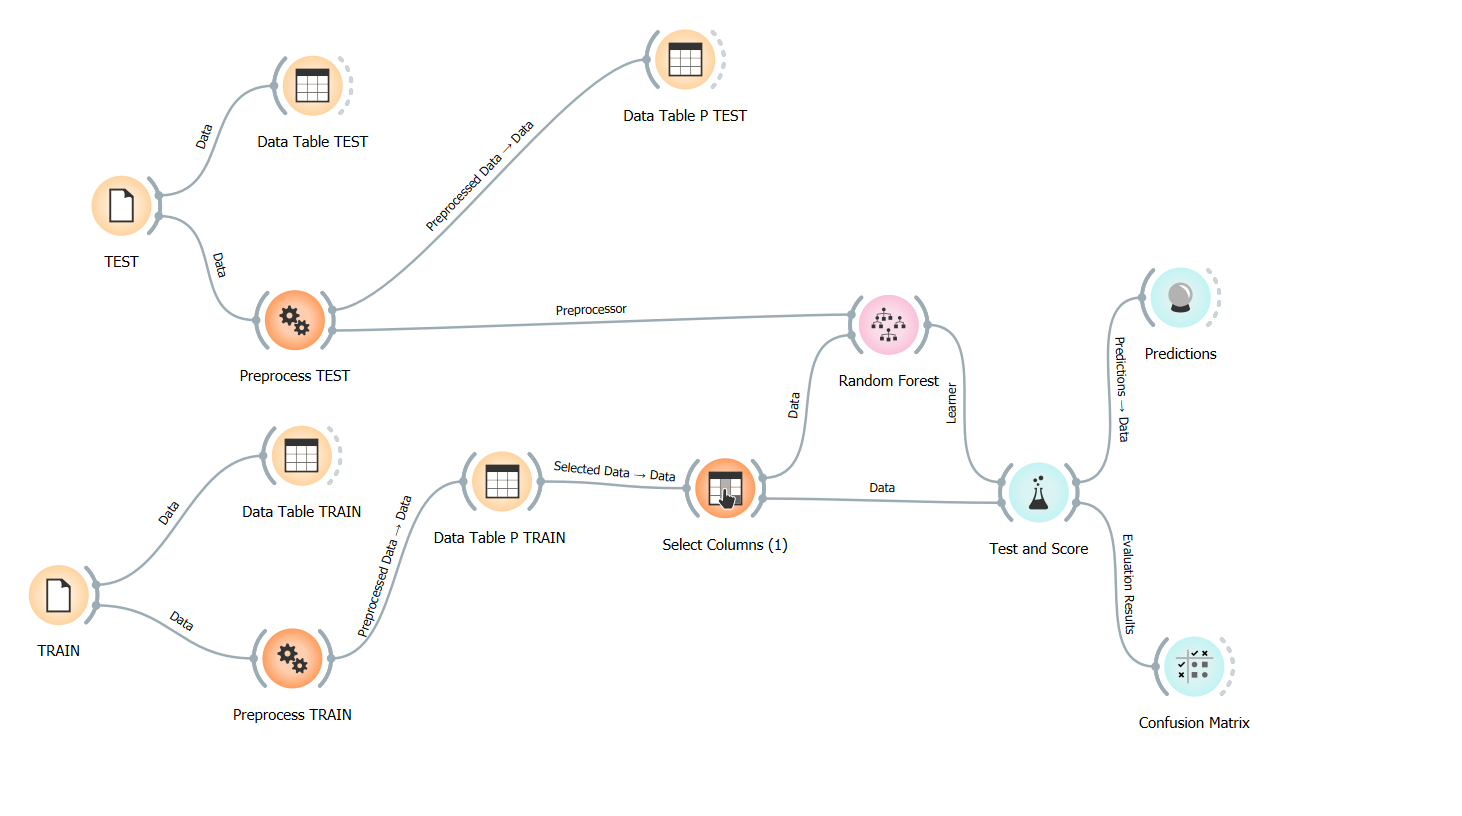 Data Table P TEST
Data
Data Table TEST
Preprocessed Data → Data
TEST
Data
Preprocessor
Preprocess TEST
Random Forest
Predictions
Predictions → Data
Learner
Data
Data Table TRAIN
Data
Preprocessed Data → Data
Data Table P TRAIN
Selected Data → Data
Select Columns (1)
Data
Test and Score
Evaluation Results
TRAIN
Data
Preprocess TRAIN
Confusion Matrix